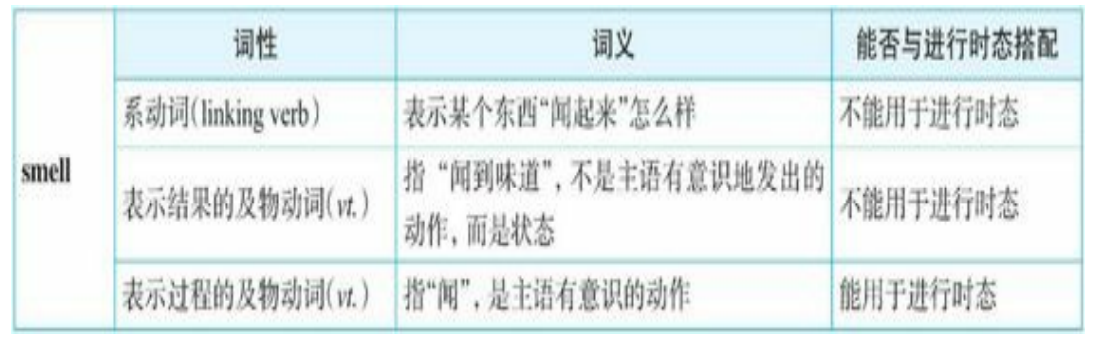 词性 词义 能否与进行时态搭配
smell
系动词(linking verb) 表示某个东西“闻起来”怎么样 不能用于进行时态
表示结果的及物动词(vt.) 指“闻到味道”,不是主语有意识地发出的
动作,而是状态 不能用于进行时态
表示过程的及物动词(vt.) 指“闻”,是主语有意识的动作 能用于进行时态